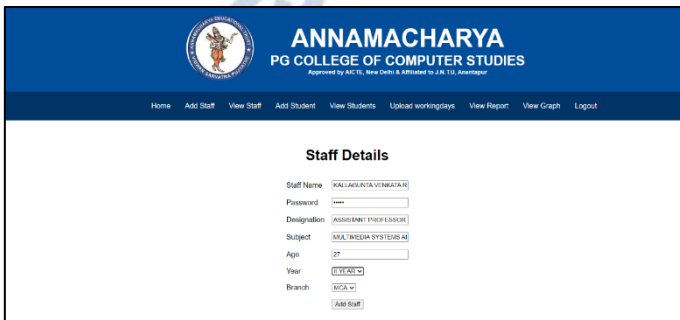 ANNAMACHARYA
PG COLLEGE OF COMPUTER STUDIES
Approved by AICTE, New Delhi & Affiliated to J.N.T.U, Anantapur
Home Add Staff View Staff Add Student View Students Upload workingdays View Report View Graph Logout
Staff Details
Staff Name KALLAGUNTA VENKATA R
Password •••••
Designation ASSISTANT PROFESSOR
Subject MULTIMEDIA SYSTEMS A
Age 27
Year II YEAR
Branch MCA
Add Staff